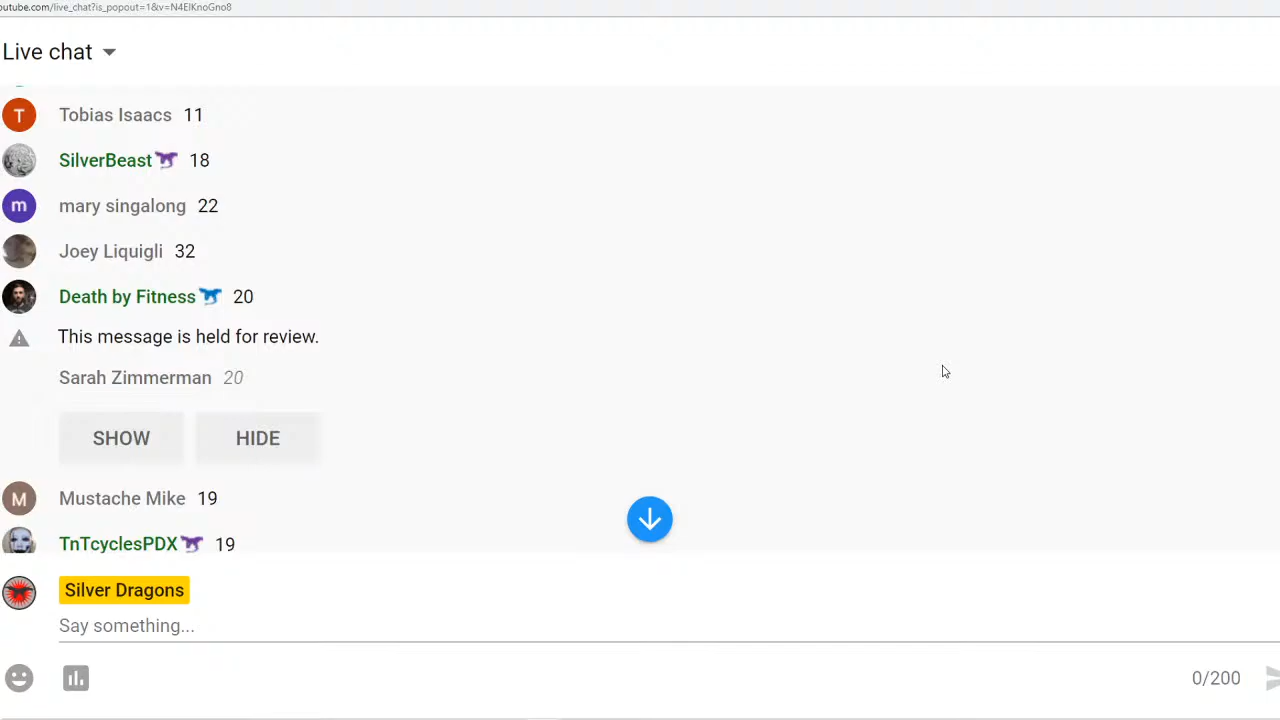 outube.com/live_chat?is_popout=1&v=N4ElKnoGno8
Live chat
T Tobias Isaacs 11
SilverBeast 18
m mary singalong 22
Joey Liquigli 32
Death by Fitness 20
This message is held for review.
Sarah Zimmerman 20
SHOW HIDE
M Mustache Mike 19
TnTcyclesPDX 19
Silver Dragons
Say something...
0/200